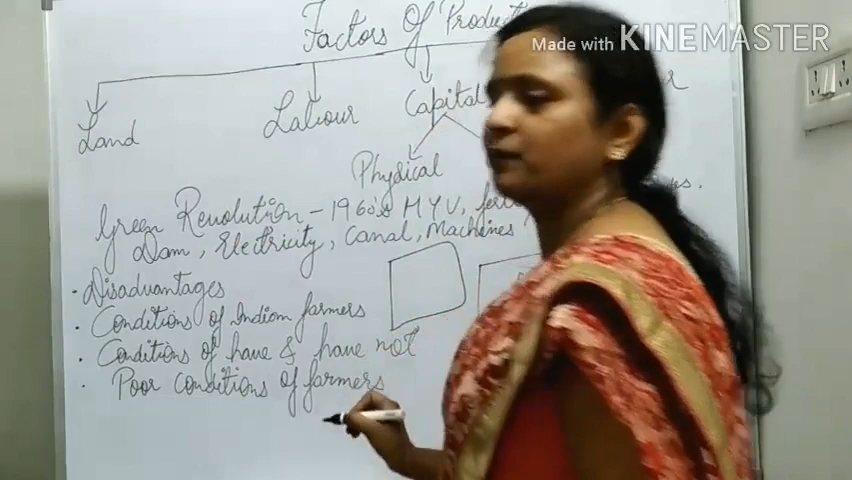 Factors Of Product
Made with KINEMASTER
Land
Labour
Capital
Physical
Green Revolution - 1960's HYV,
Dam, Electricity, Canal, Machines
. Disadvantages
. Conditions of Indian farmers
. Conditions of have & have not
. Poor conditions of farmers